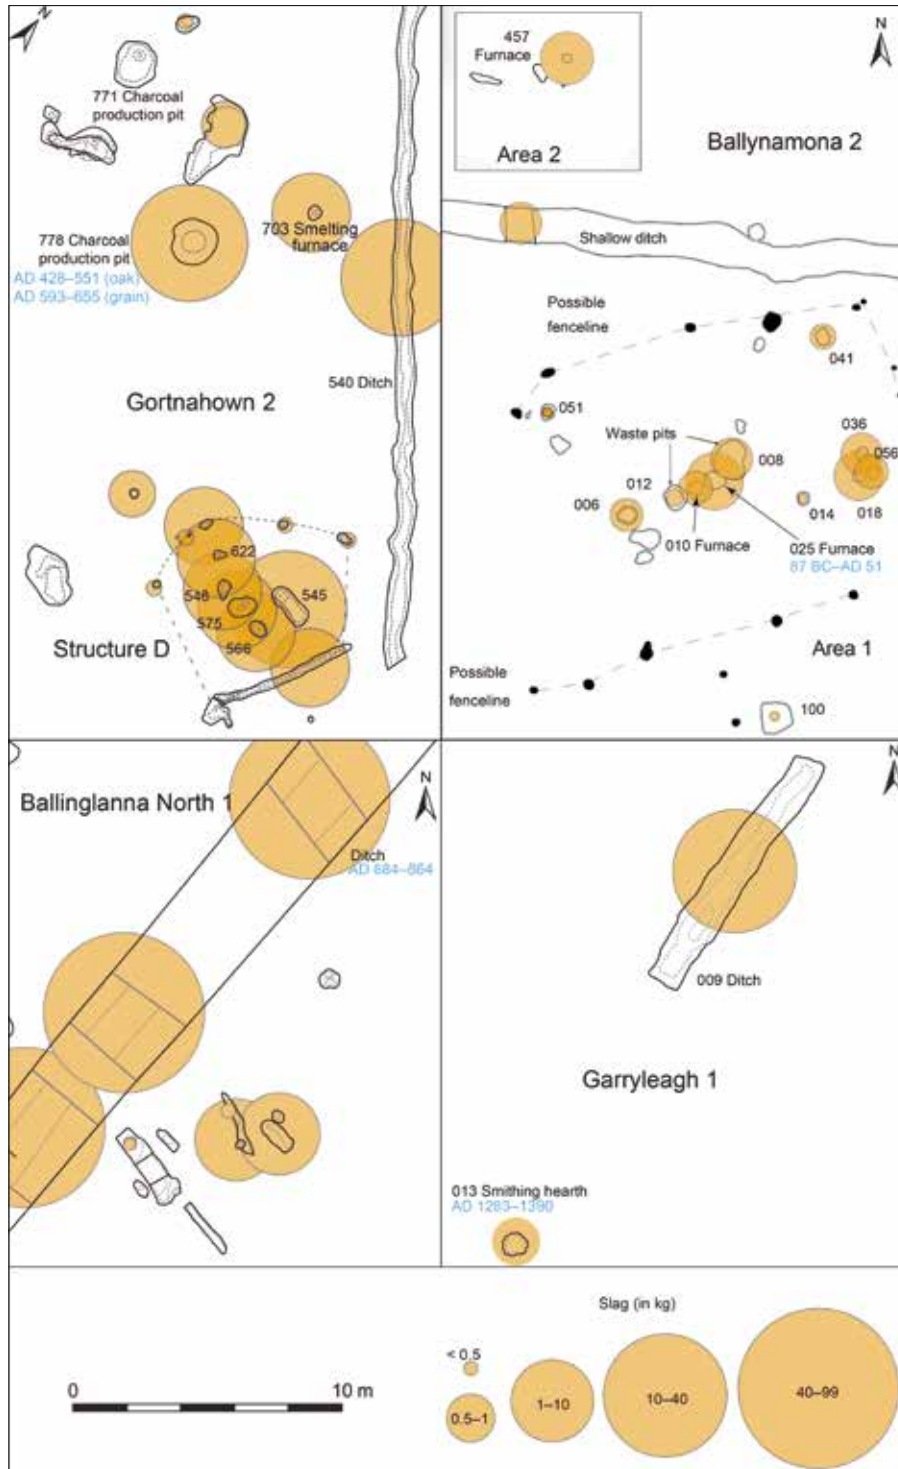 N
771 Charcoal
production pit
778 Charcoal
production pit
AD 428–551 (oak)
AD 593–655 (grain)
703 Smelting
furnace
540 Ditch
Gortnahown 2
622
546
545
575
566
Structure D
N
457
Furnace
Area 2
Ballynamona 2
Shallow ditch
Possible
fenceline
041
051
Waste pits
036
056
008
012
006
014
018
010 Furnace
025 Furnace
87 BC–AD 51
Area 1
Possible
fenceline
100
Ballinglanna North 1
N
Ditch
AD 684–864
N
009 Ditch
Garryleagh 1
013 Smithing hearth
AD 1283–1390
Slag (in kg)
< 0.5
0.5–1
1–10
10–40
40–99
0
10 m